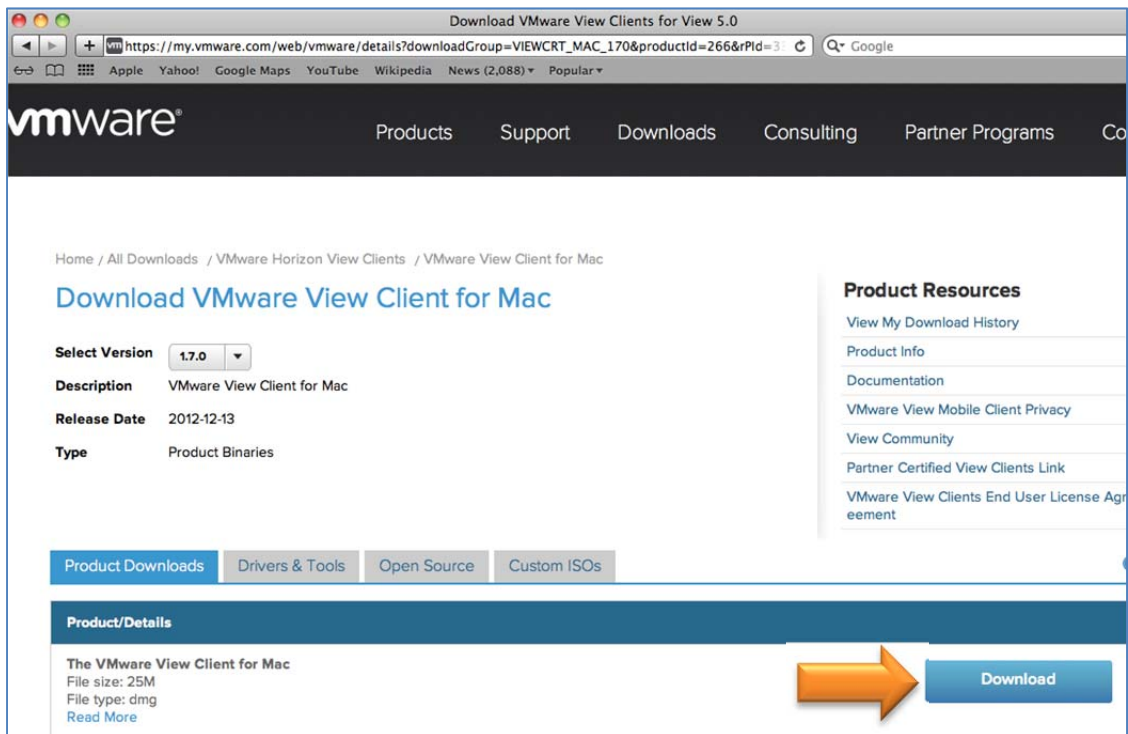 Download VMware View Clients for View 5.0
vm https://my.vmware.com/web/vmware/details?downloadGroup=VIEWCRT_MAC_170&productId=266&rPId=3 Google
Apple Yahoo! Google Maps YouTube Wikipedia News (2,088) Popular
vmware®
Products Support Downloads Consulting Partner Programs Co
Home / All Downloads / VMware Horizon View Clients / VMware View Client for Mac
Download VMware View Client for Mac
Select Version 1.7.0
Description VMware View Client for Mac
Release Date 2012-12-13
Type Product Binaries
Product Resources
View My Download History
Product Info
Documentation
VMware View Mobile Client Privacy
View Community
Partner Certified View Clients Link
VMware View Clients End User License Agr
eement
Product Downloads Drivers & Tools Open Source Custom ISOs
Product/Details
The VMware View Client for Mac
File size: 25M
File type: dmg
Read More
Download